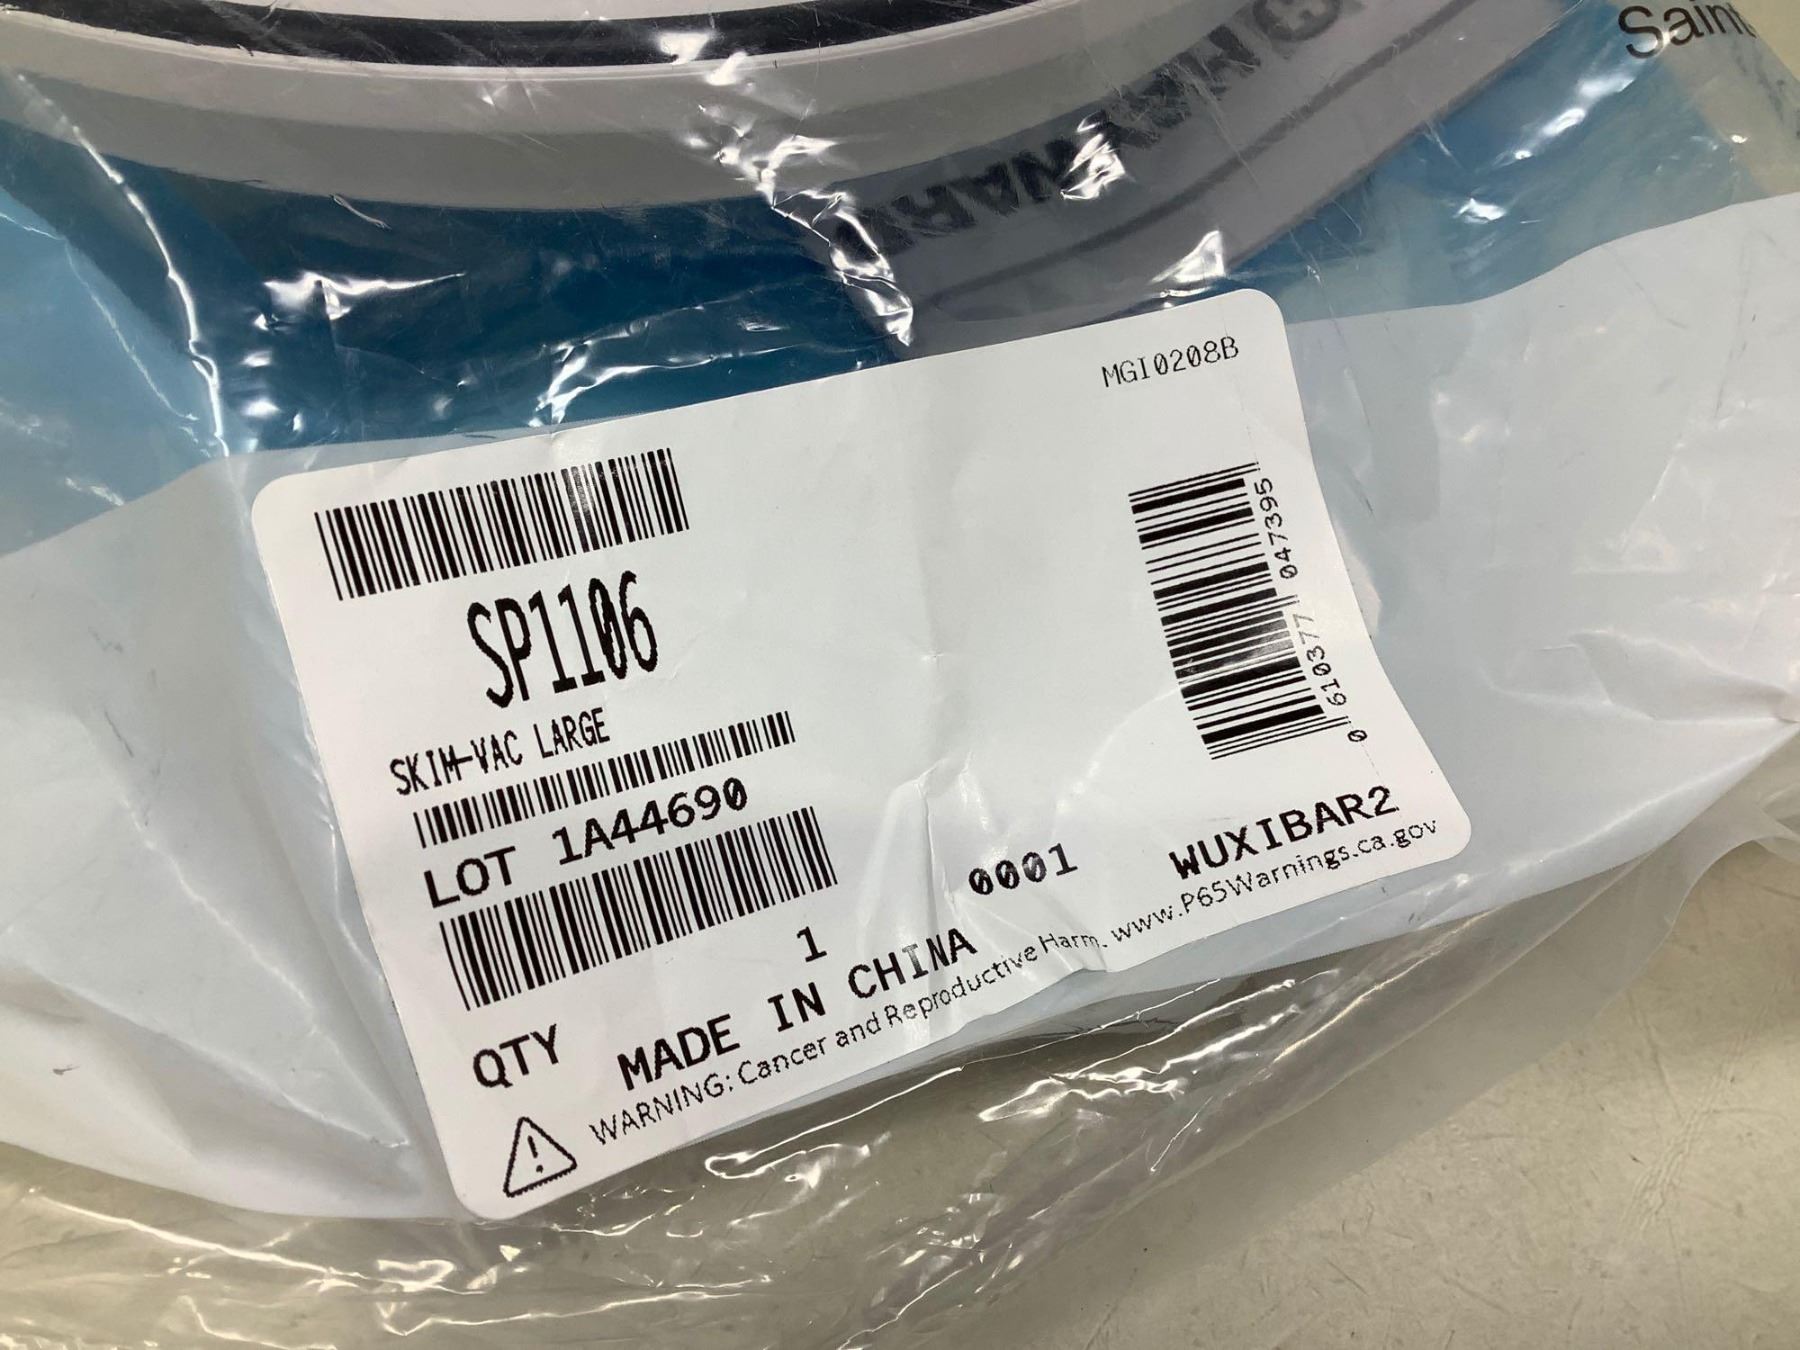 HAYWARD
Saint
MGI0208B
SP1106
SKIM-VAC LARGE
LOT 1A44690
0 610377 047395
0001
WUXIBAR2
QTY 1
MADE IN CHINA
WARNING: Cancer and Reproductive Harm. www.P65Warnings.ca.gov